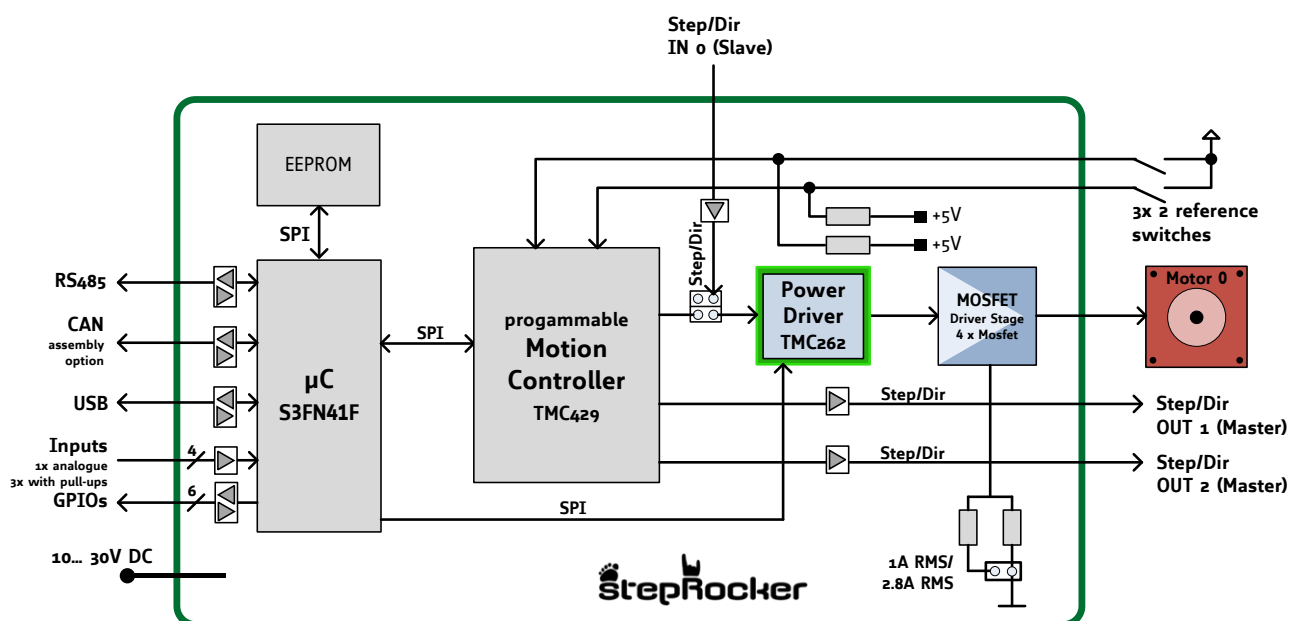 Step/Dir
IN 0 (Slave)
EEPROM
SPI
Step/Dir
+5V
+5V
3x 2 reference
switches
RS485
CAN
assembly
option
USB
Inputs
1x analogue
3x with pull-ups
GPIOs
4
6
10... 30V DC
µC
S3FN41F
SPI
progammable
Motion
Controller
TMC429
Power
Driver
TMC262
MOSFET
Driver Stage
4 x Mosfet
Motor 0
Step/Dir
Step/Dir
OUT 1 (Master)
Step/Dir
Step/Dir
OUT 2 (Master)
SPI
1A RMS/
2.8A RMS
stepRocker